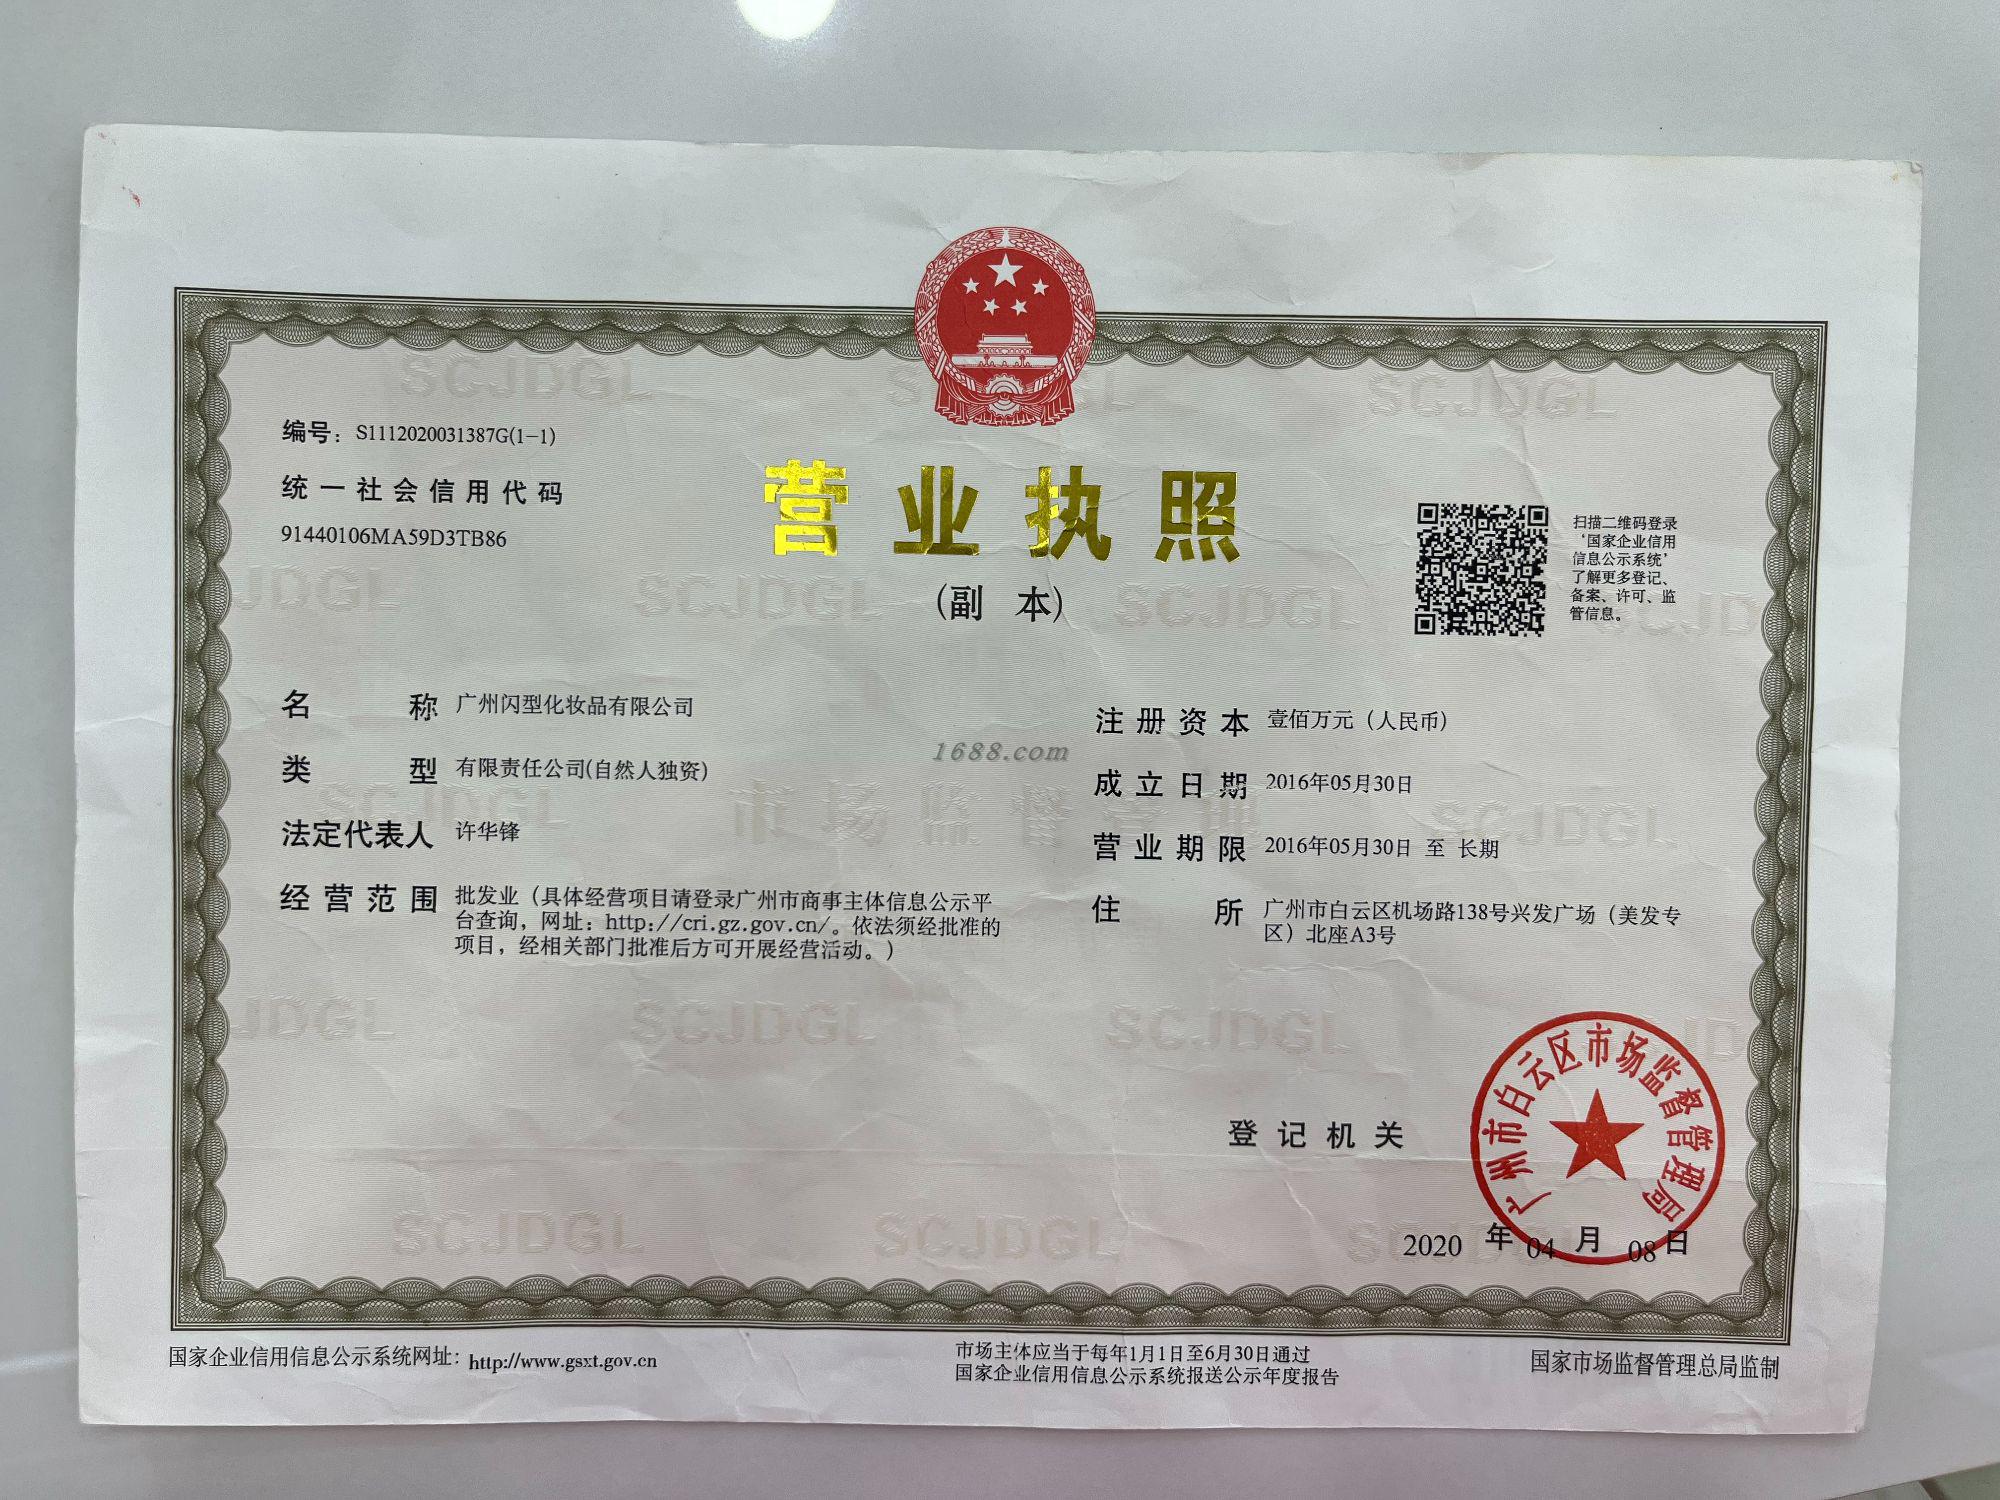 编号：S1112020031387G(1-1)
统一社会信用代码
91440106MA59D3TB86
营业执照
(副 本)
扫描二维码登录
‘国家企业信用
信息公示系统’
了解更多登记、
备案、许可、监
管信息。
名 称 广州闪型化妆品有限公司
类 型 有限责任公司(自然人独资)
法定代表人 许华锋
经营范围 批发业（具体经营项目请登录广州市商事主体信息公示平
台查询，网址：http://cri.gz.gov.cn/。依法须经批准的
项目，经相关部门批准后方可开展经营活动。）
注册资本 壹佰万元（人民币）
成立日期 2016年05月30日
营业期限 2016年05月30日 至 长期
住 所 广州市白云区机场路138号兴发广场（美发专
区）北座A3号
1688.com
SCJDGL
市场监督管理
登记机关
广州市白云区市场监督管理局
2020 年 04 月 08 日
国家企业信用信息公示系统网址：http://www.gsxt.gov.cn
市场主体应当于每年1月1日至6月30日通过
国家企业信用信息公示系统报送公示年度报告
国家市场监督管理总局监制